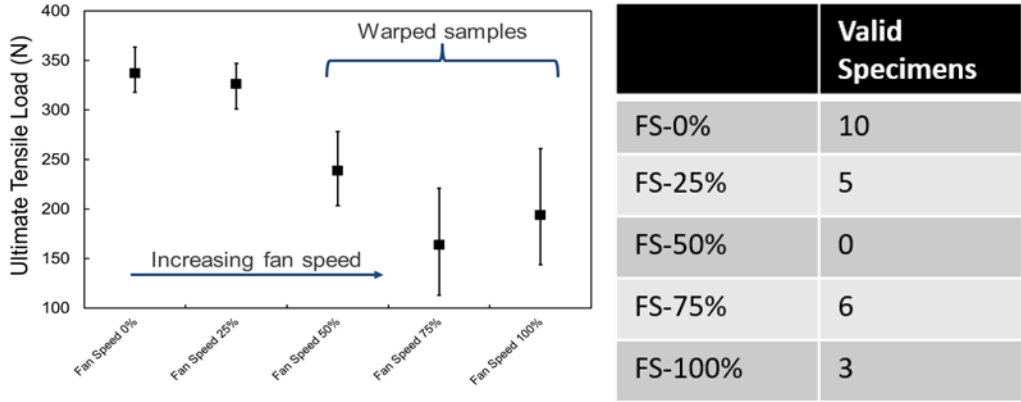 Ultimate Tensile Load (N)
400
350
300
250
200
150
100
Warped samples
Increasing fan speed
Fan Speed 0%
Fan Speed 25%
Fan Speed 50%
Fan Speed 75%
Fan Speed 100%
Valid
Specimens
FS-0% 10
FS-25% 5
FS-50% 0
FS-75% 6
FS-100% 3